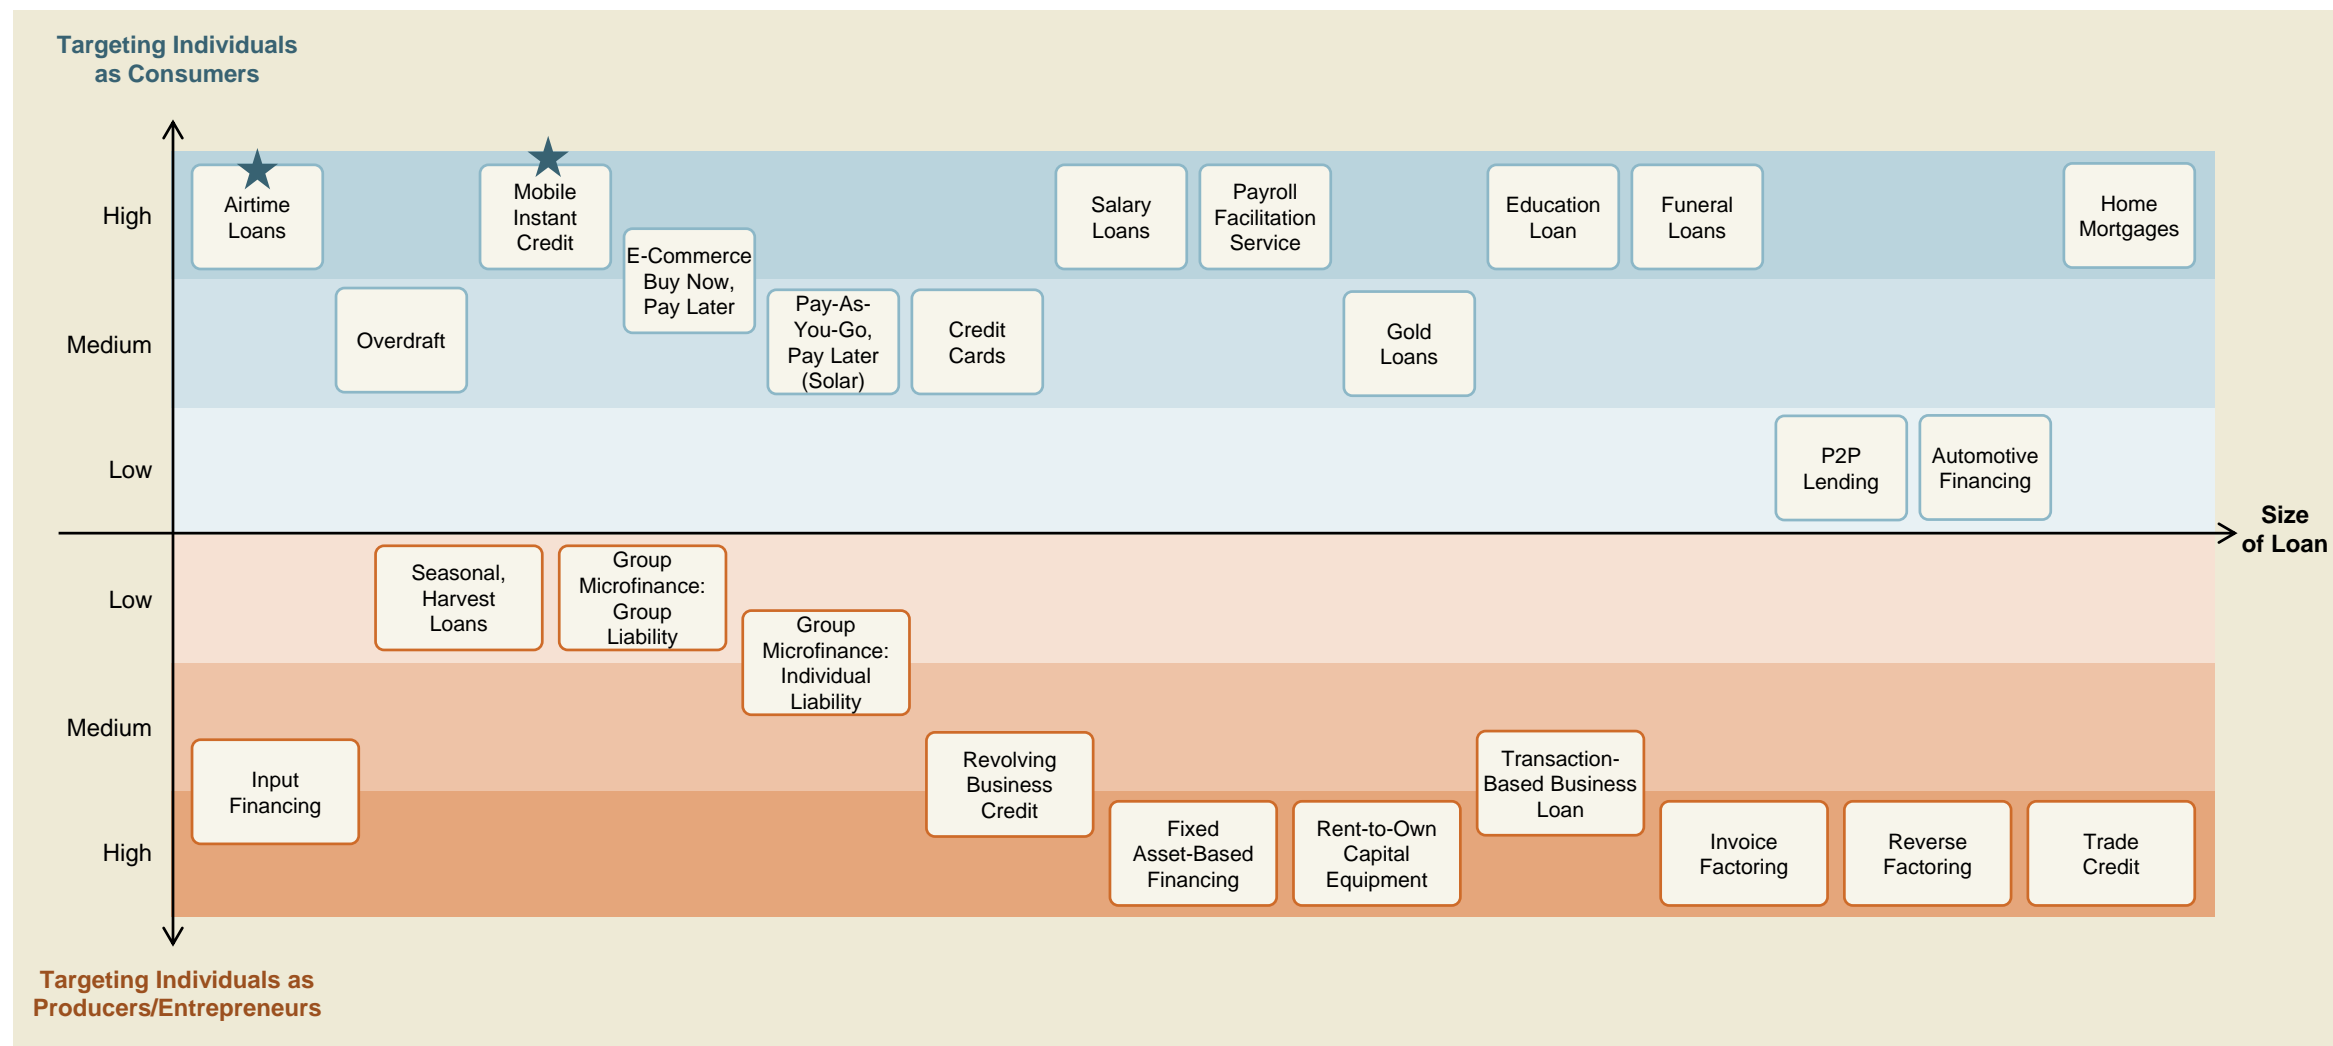 Targeting Individuals
as Consumers
High
Airtime
Loans
Mobile
Instant
Credit
E-Commerce
Buy Now,
Pay Later
Salary
Loans
Payroll
Facilitation
Service
Education
Loan
Funeral
Loans
Home
Mortgages
Medium
Overdraft
Pay-As-
You-Go,
Pay Later
(Solar)
Credit
Cards
Gold
Loans
Low
P2P
Lending
Automotive
Financing
Size
of Loan
Low
Seasonal,
Harvest
Loans
Group
Microfinance:
Group
Liability
Group
Microfinance:
Individual
Liability
Medium
Input
Financing
Revolving
Business
Credit
Transaction-
Based Business
Loan
High
Fixed
Asset-Based
Financing
Rent-to-Own
Capital
Equipment
Invoice
Factoring
Reverse
Factoring
Trade
Credit
Targeting Individuals as
Producers/Entrepreneurs